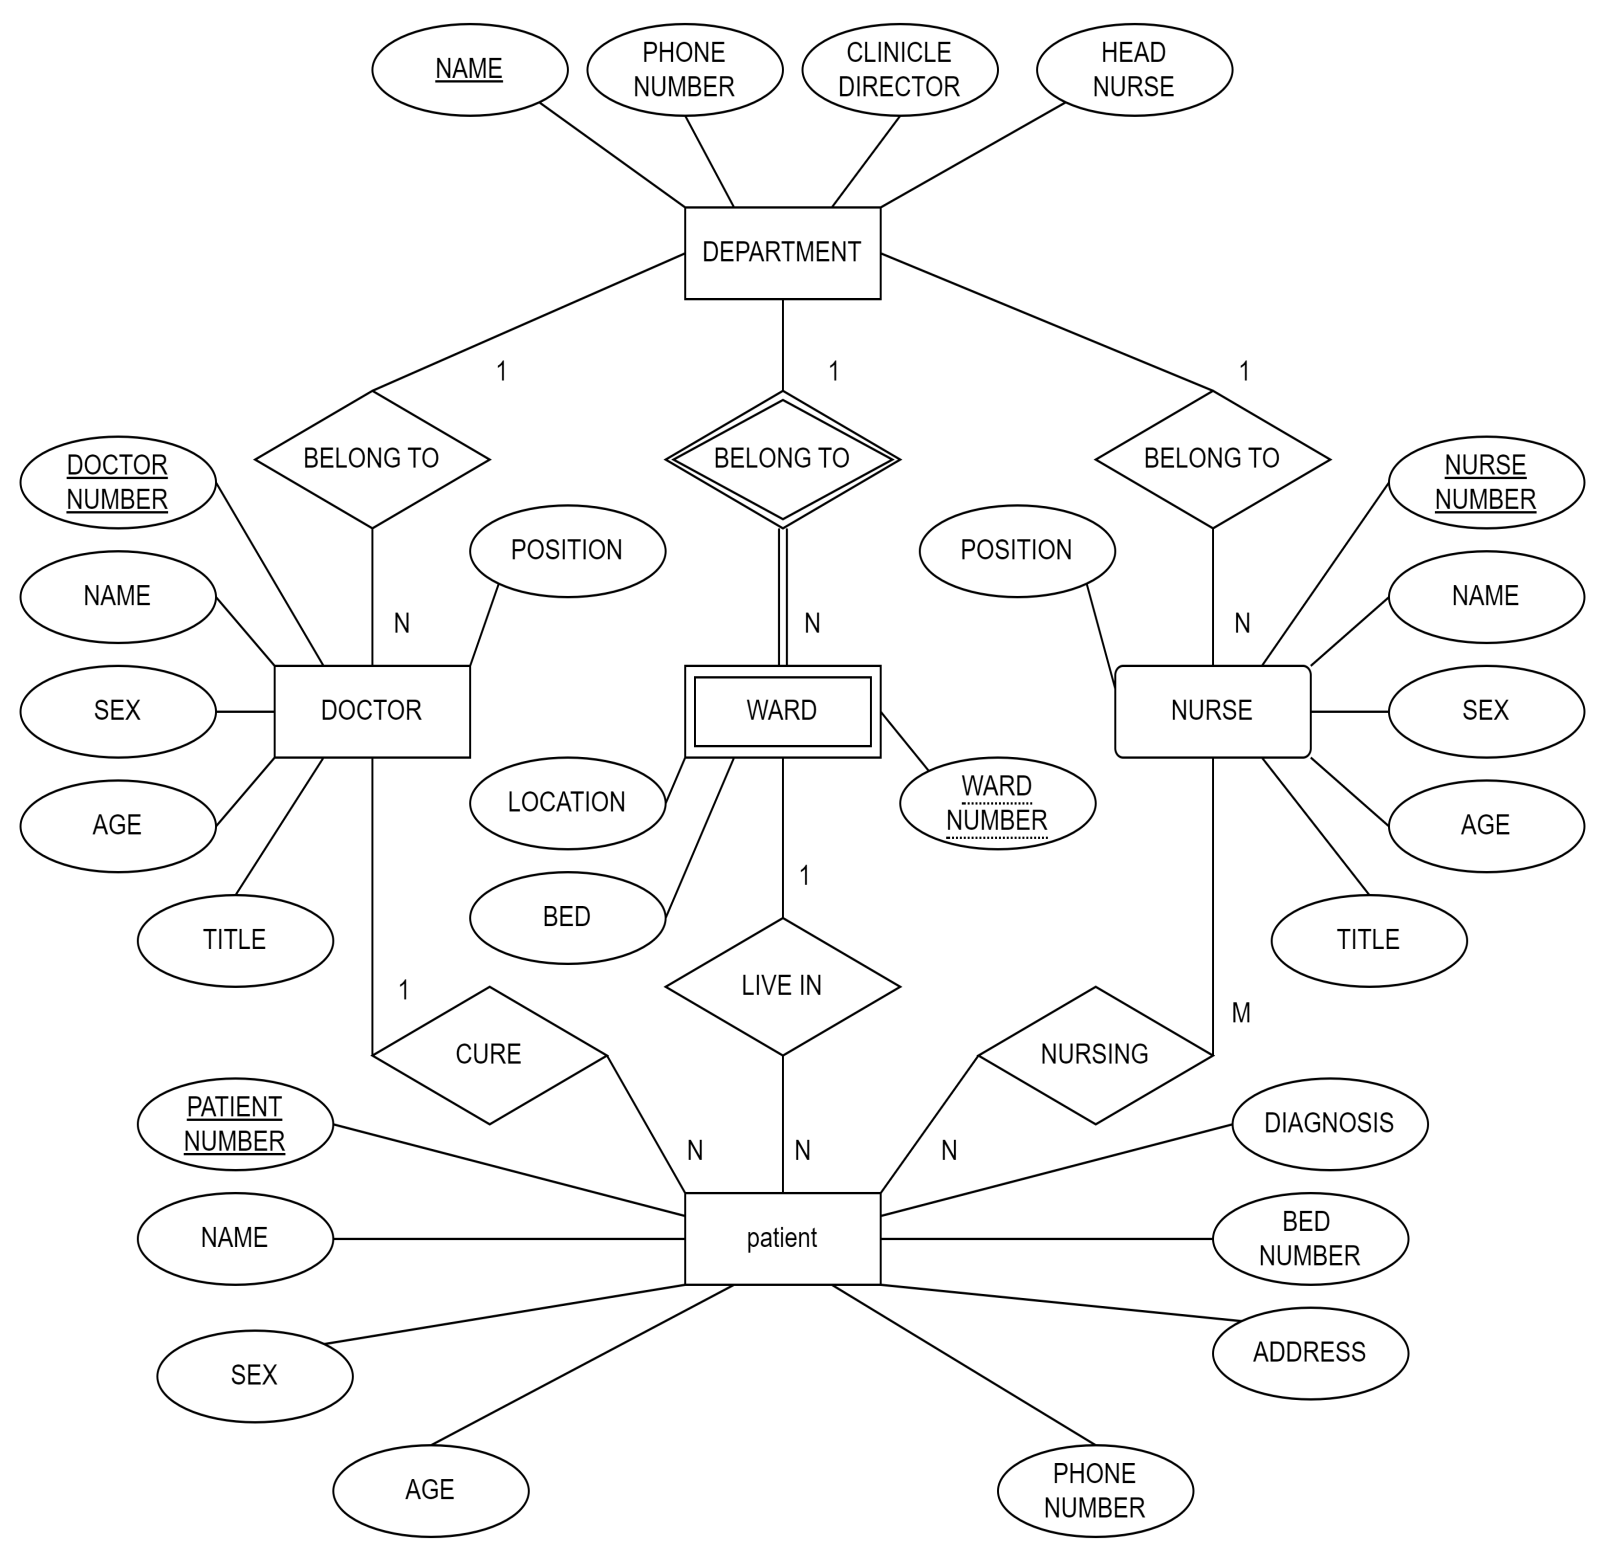 NAME
PHONE
NUMBER
CLINICLE
DIRECTOR
HEAD
NURSE
DEPARTMENT
1
1
1
BELONG TO
BELONG TO
BELONG TO
DOCTOR
NUMBER
NURSE
NUMBER
POSITION
POSITION
NAME
N
N
N
NAME
SEX
DOCTOR
WARD
NURSE
SEX
LOCATION
WARD
NUMBER
AGE
AGE
1
BED
TITLE
TITLE
1
LIVE IN
M
CURE
NURSING
PATIENT
NUMBER
DIAGNOSIS
N
N
N
NAME
patient
BED
NUMBER
SEX
ADDRESS
AGE
PHONE
NUMBER